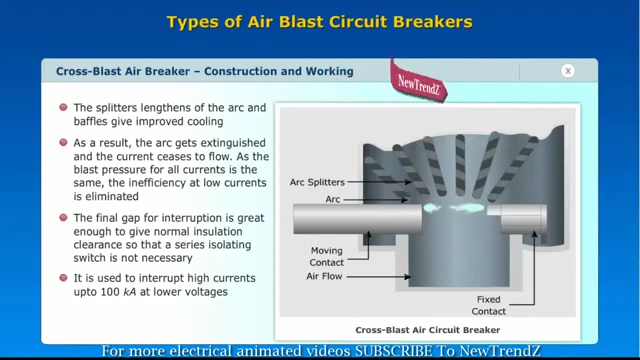 Types of Air Blast Circuit Breakers
Cross-Blast Air Breaker – Construction and Working
X
NewTrendZ
The splitters lengthens of the arc and
baffles give improved cooling
As a result, the arc gets extinguished
and the current ceases to flow. As the
blast pressure for all currents is the
same, the inefficiency at low currents
is eliminated
The final gap for interruption is great
enough to give normal insulation
clearance so that a series isolating
switch is not necessary
It is used to interrupt high currents
upto 100 kA at lower voltages
Arc Splitters
Arc
Moving
Contact
Air Flow
Fixed
Contact
Cross-Blast Air Circuit Breaker
For more electrical animated videos SUBSCRIBE To NewTrendZ